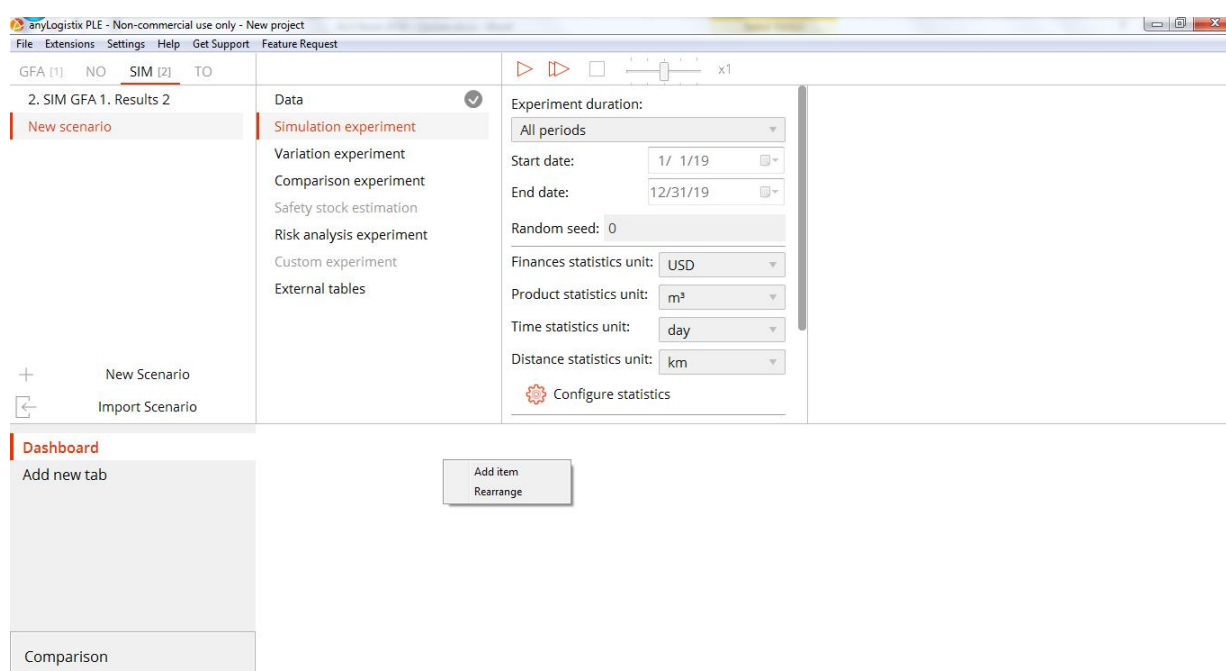 anyLogistix PLE - Non-commercial use only - New project
File Extensions Settings Help Get Support Feature Request
GFA [1] NO SIM [2] TO
x1
2. SIM GFA 1. Results 2
New scenario
New Scenario
Import Scenario
Data
Simulation experiment
Variation experiment
Comparison experiment
Safety stock estimation
Risk analysis experiment
Custom experiment
External tables
Experiment duration:
All periods
Start date: 1/ 1/19
End date: 12/31/19
Random seed: 0
Finances statistics unit: USD
Product statistics unit: m³
Time statistics unit: day
Distance statistics unit: km
Configure statistics
Dashboard
Add new tab
Add item
Rearrange
Comparison